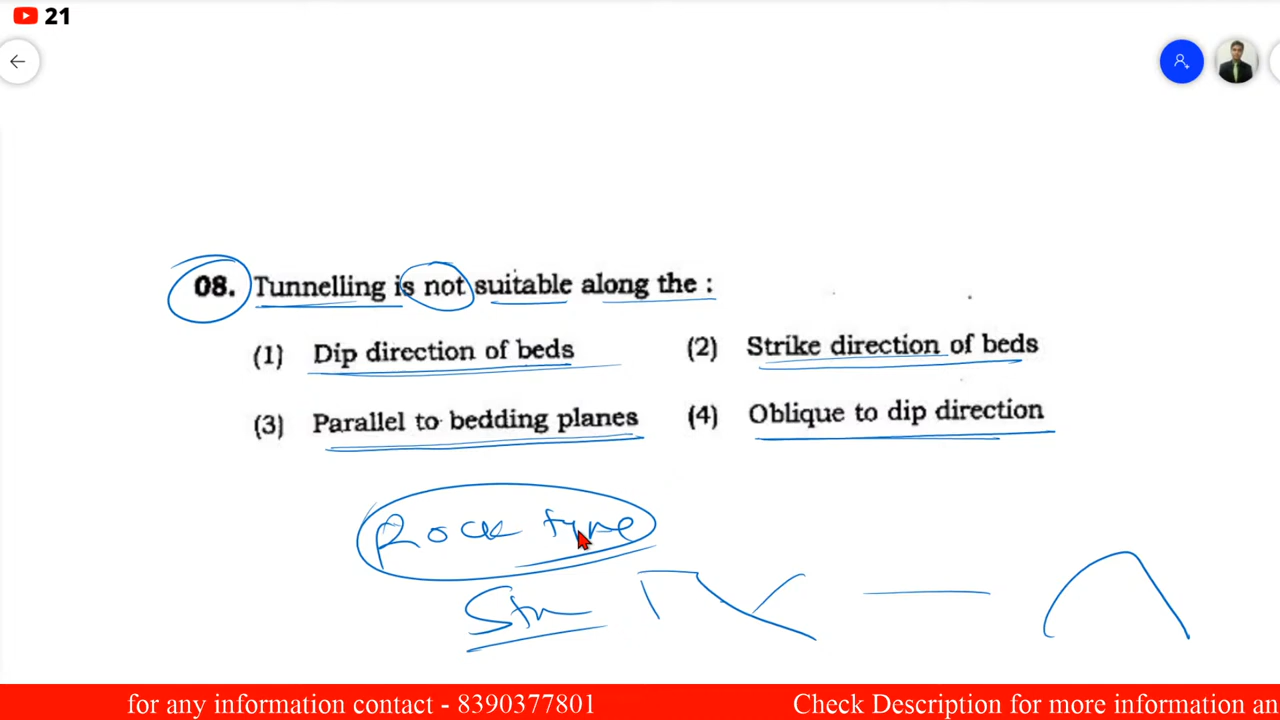 21
08. Tunnelling is not suitable along the :
(1) Dip direction of beds
(2) Strike direction of beds
(3) Parallel to bedding planes
(4) Oblique to dip direction
Rock type
Str
for any information contact - 8390377801
Check Description for more information an